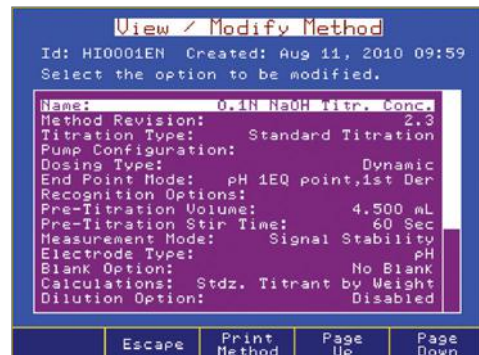 View / Modify Method
Id: HI0001EN Created: Aug 11, 2010 09:59
Select the option to be modified.
Name: 0.1N NaOH Titr. Conc.
Method Revision: 2.3
Titration Type: Standard Titration
Pump Configuration:
Dosing Type: Dynamic
End Point Mode: pH 1EQ point,1st Der
Recognition Options:
Pre-Titration Volume: 4.500 mL
Pre-Titration Stir Time: 60 Sec
Measurement Mode: Signal Stability
Electrode Type: pH
Blank Option: No Blank
Calculations: Stdz. Titrant by Weight
Dilution Option: Disabled
Escape Print Method Page Up Page Down